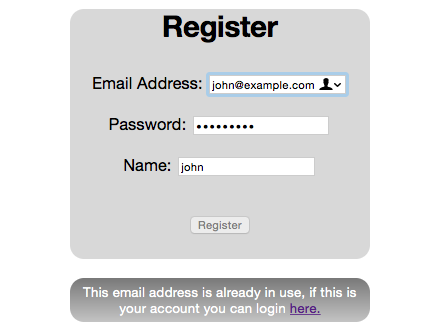 Register
Email Address: john@example.com
Password: •••••••••
Name: john
Register
This email address is already in use, if this is
your account you can login here.